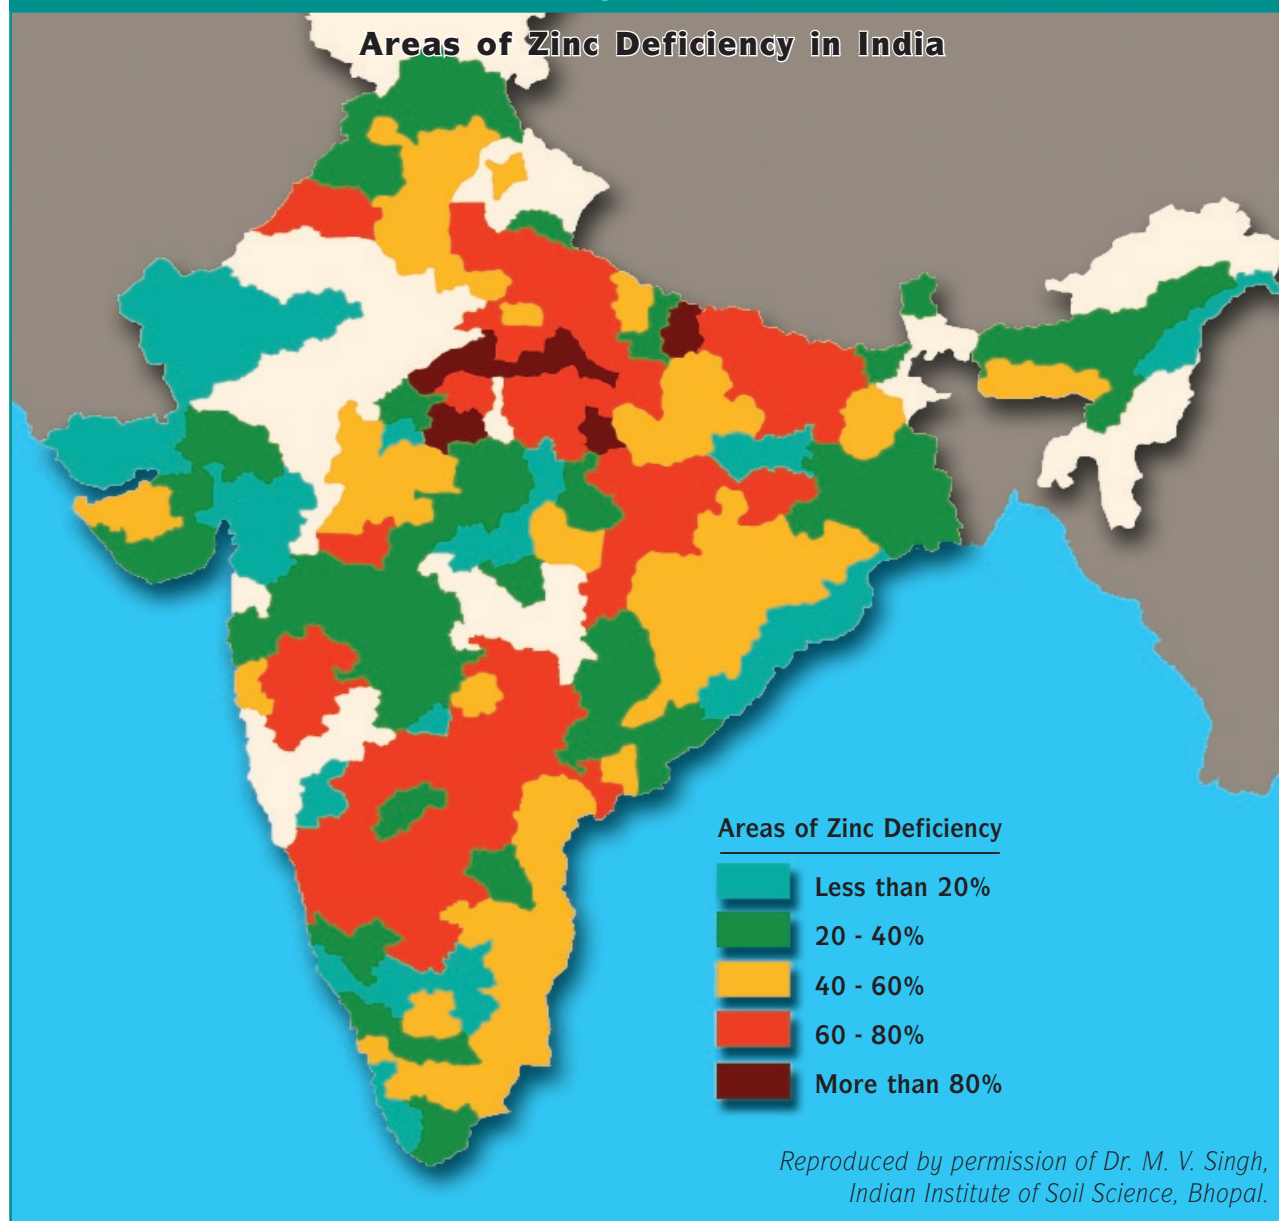 Areas of Zinc Deficiency in India
Areas of Zinc Deficiency
Less than 20%
20 - 40%
40 - 60%
60 - 80%
More than 80%
Reproduced by permission of Dr. M. V. Singh,
Indian Institute of Soil Science, Bhopal.